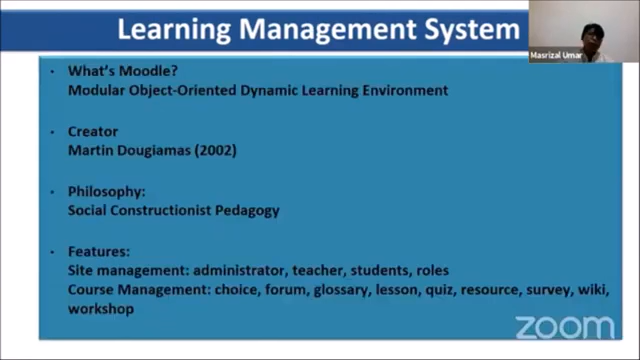 Learning Management System
Masrizal Umar
• What's Moodle?
Modular Object-Oriented Dynamic Learning Environment
• Creator
Martin Dougiamas (2002)
• Philosophy:
Social Constructionist Pedagogy
• Features:
Site management: administrator, teacher, students, roles
Course Management: choice, forum, glossary, lesson, quiz, resource, survey, wiki,
workshop
zoom